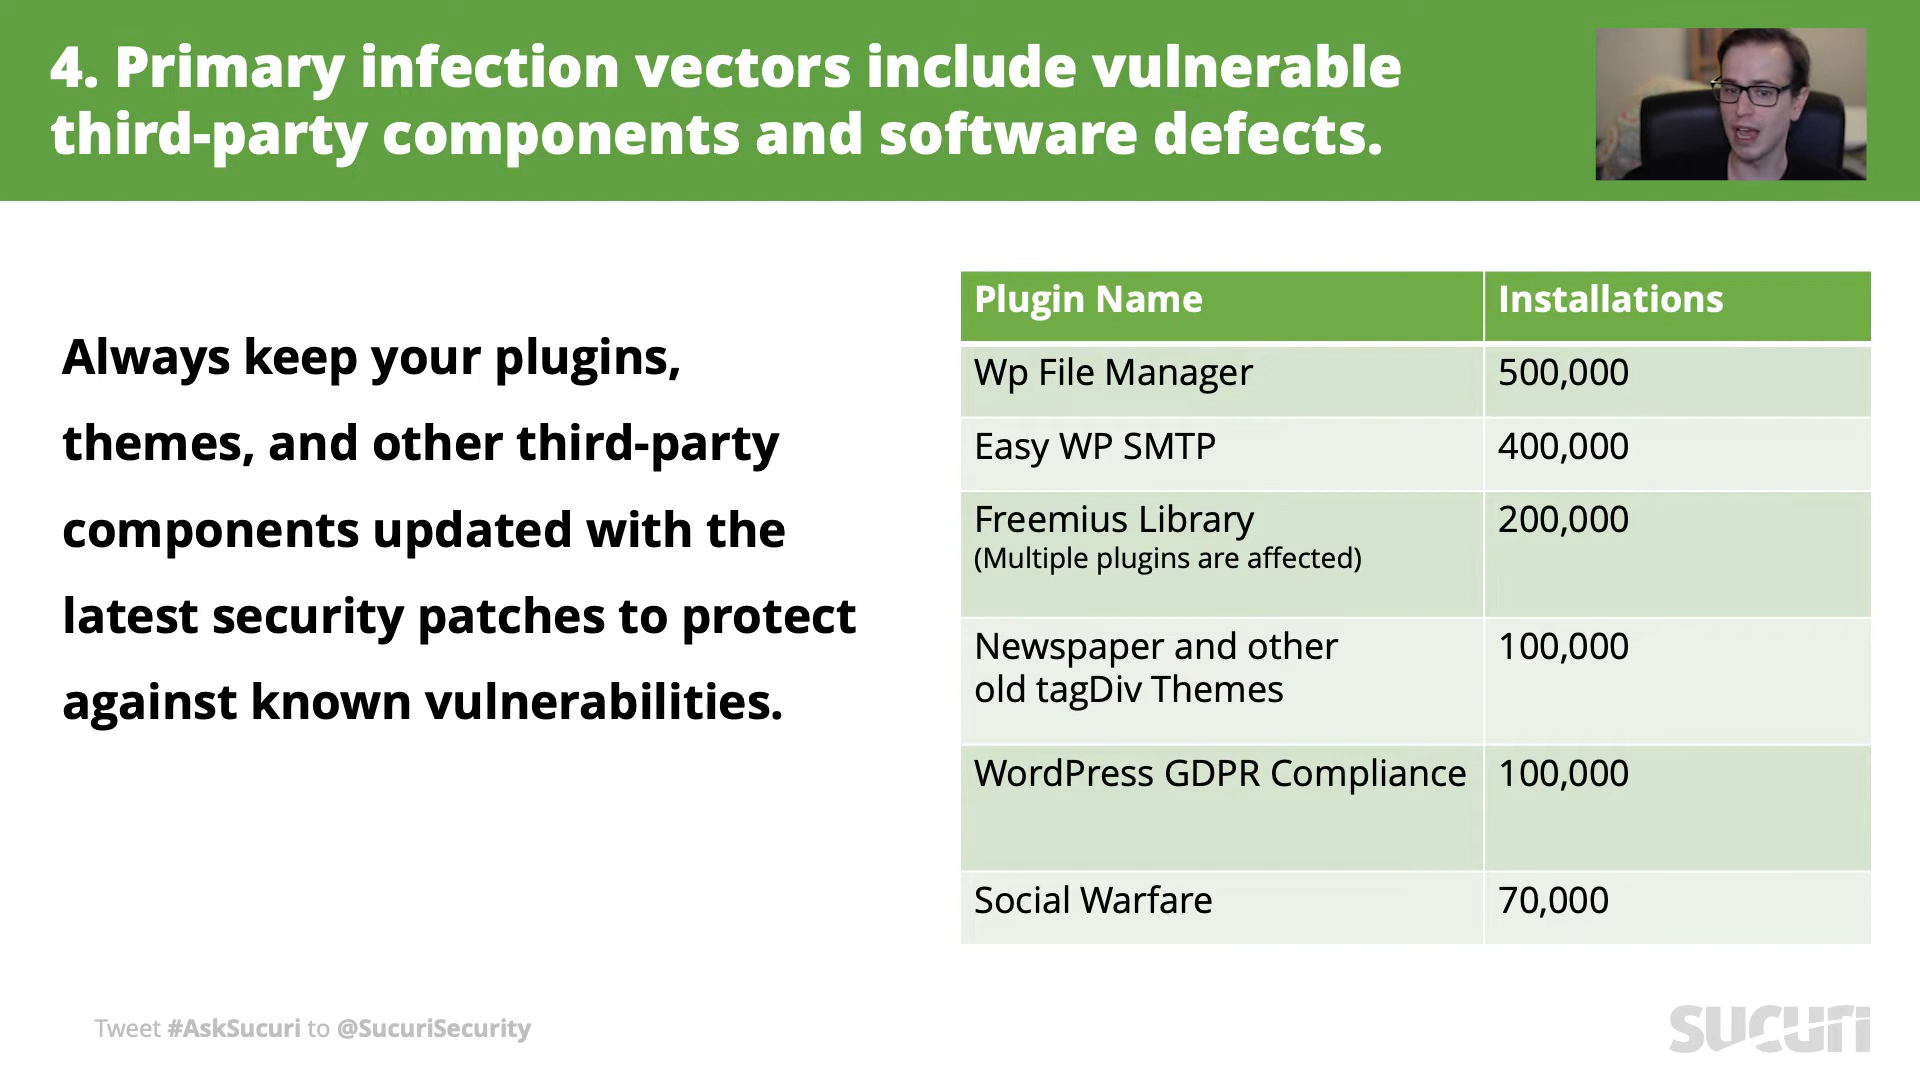 4. Primary infection vectors include vulnerable
third-party components and software defects.
Always keep your plugins,
themes, and other third-party
components updated with the
latest security patches to protect
against known vulnerabilities.
Plugin Name Installations
Wp File Manager 500,000
Easy WP SMTP 400,000
Freemius Library 200,000
(Multiple plugins are affected)
Newspaper and other 100,000
old tagDiv Themes
WordPress GDPR Compliance 100,000
Social Warfare 70,000
Tweet #AskSucuri to @SucuriSecurity
sucuri